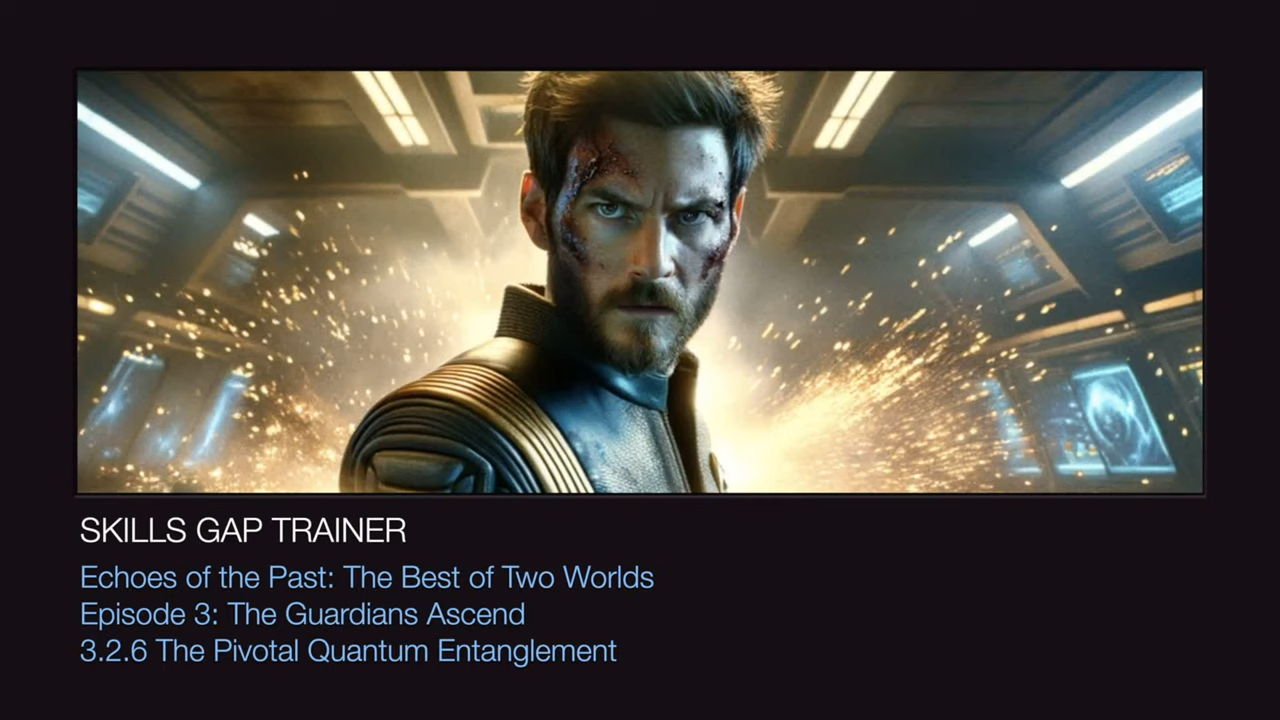 SKILLS GAP TRAINER
Echoes of the Past: The Best of Two Worlds
Episode 3: The Guardians Ascend
3.2.6 The Pivotal Quantum Entanglement